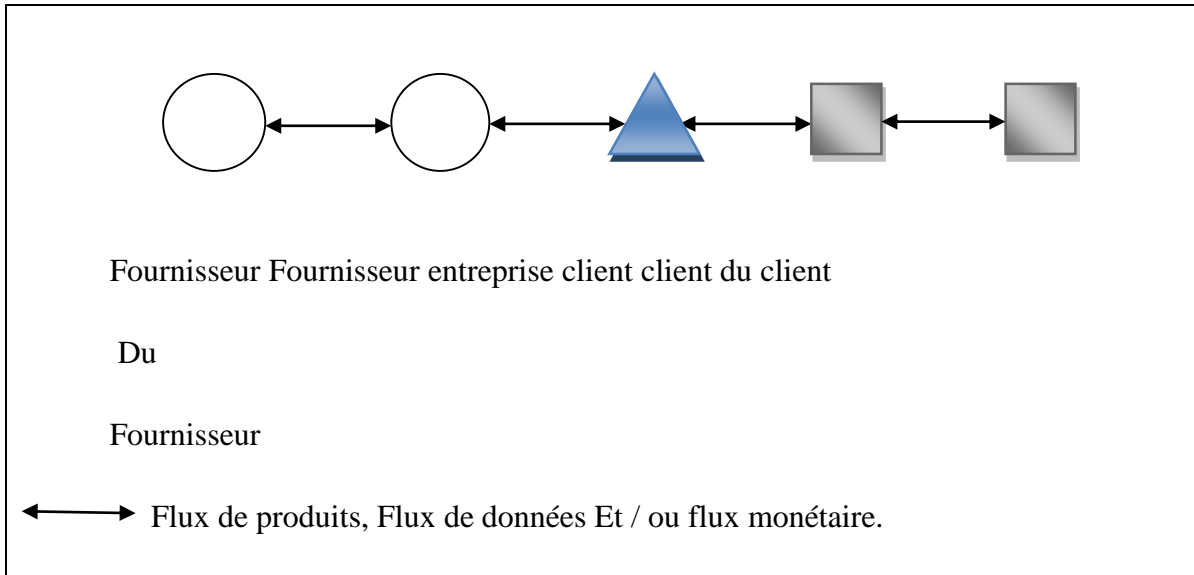 Fournisseur Fournisseur entreprise client client du client
Du
Fournisseur
Flux de produits, Flux de données Et / ou flux monétaire.